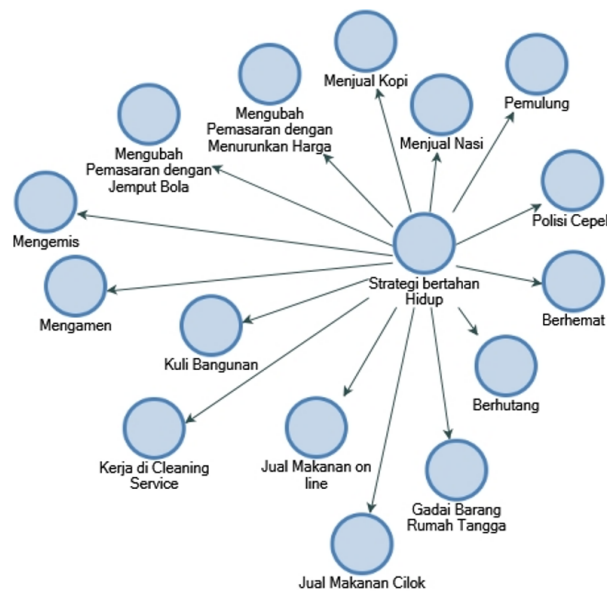 Menjual Kopi
Pemulung
Mengubah
Pemasaran dengan
Menurunkan Harga
Menjual Nasi
Mengubah
Pemasaran dengan
Jemput Bola
Polisi Cepek
Mengemis
Strategi bertahan
Hidup
Mengamen
Berhemat
Kuli Bangunan
Berhutang
Kerja di Cleaning
Service
Jual Makanan on
line
Gadai Barang
Rumah Tangga
Jual Makanan Cilok